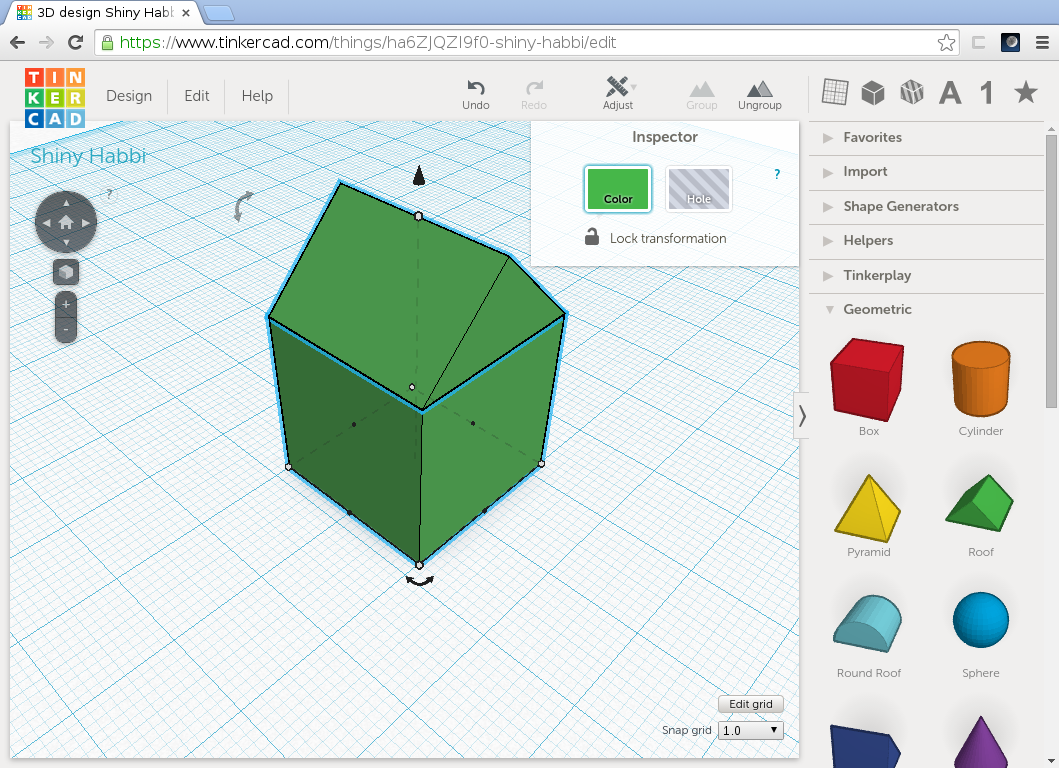 3D design Shiny Habb
https://www.tinkercad.com/things/ha6ZJQZI9f0-shiny-habbi/edit
TIN
KER
CAD
Design
Edit
Help
Undo
Redo
Adjust
Group
Ungroup
A
1
Shiny Habbi
?
+
-
Inspector
Color
Hole
?
Lock transformation
Favorites
Import
Shape Generators
Helpers
Tinkerplay
Geometric
Box
Cylinder
Pyramid
Roof
Round Roof
Sphere
Edit grid
Snap grid 1.0